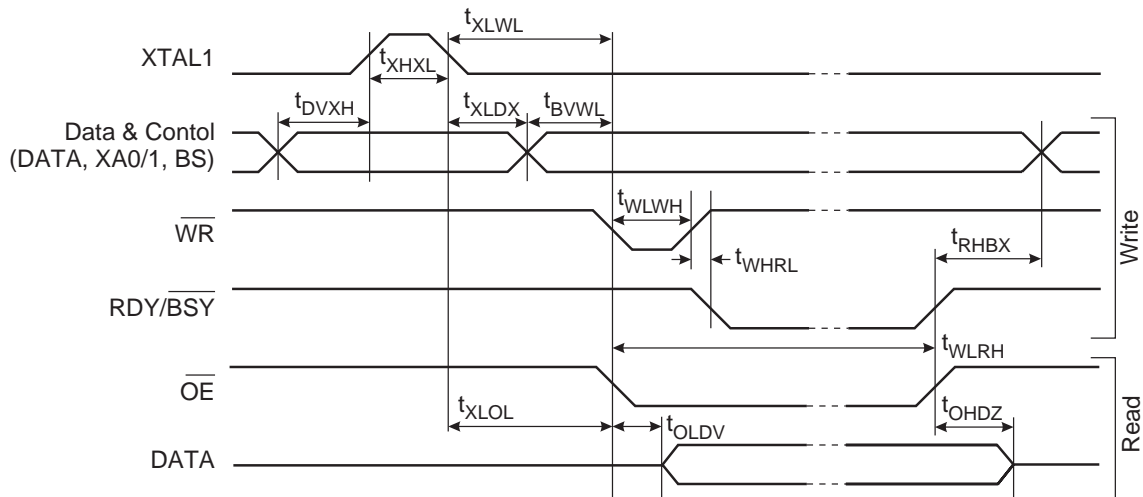 tXLWL
XTAL1
tXHXL
tDVXH
tXLDX
tBVWL
Data & Contol
(DATA, XA0/1, BS)
tWLWH
WR
tWHRL
tRHBX
Write
RDY/BSY
tWLRH
OE
tXLOL
tOLDV
tOHDZ
Read
DATA